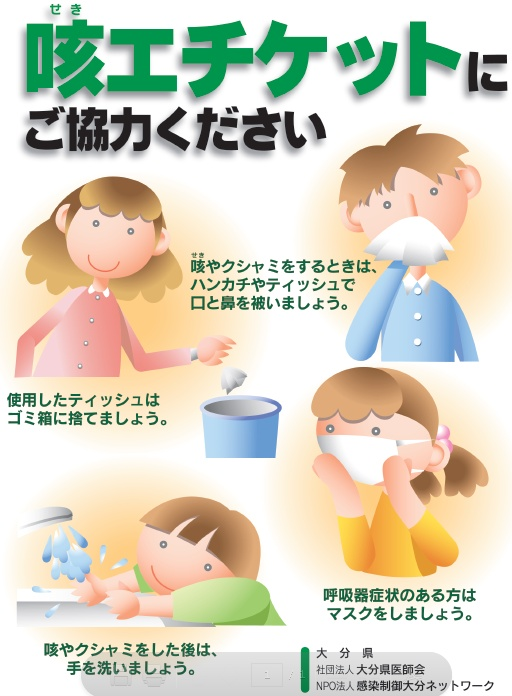 せき
咳エチケットに
ご協力ください
せき
咳やクシャミをするときは、
ハンカチやティッシュで
口と鼻を被いましょう。
使用したティッシュは
ゴミ箱に捨てましょう。
呼吸器症状のある方は
マスクをしましょう。
咳やクシャミをした後は、
手を洗いましょう。
大 分 県
社団法人 大分県医師会
NPO法人 感染制御大分ネットワーク